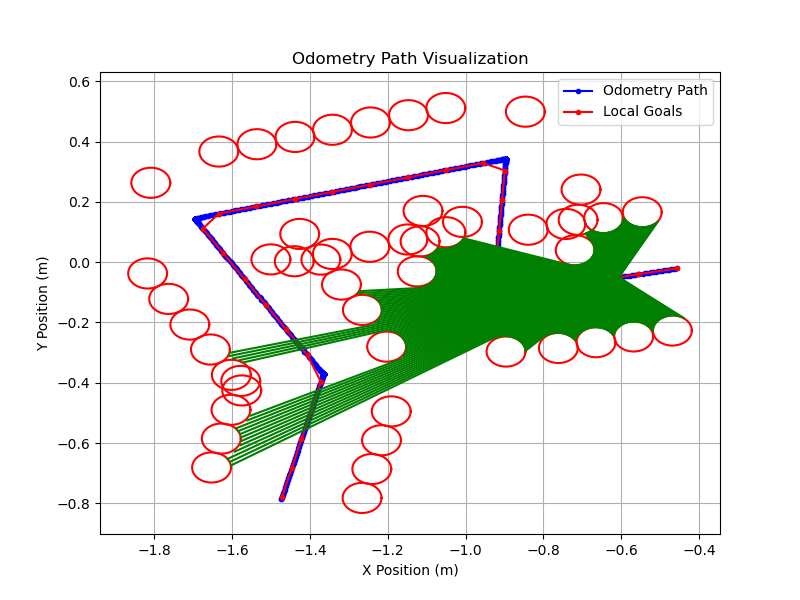 Odometry Path Visualization
Odometry Path
Local Goals
Y Position (m)
0.6
0.4
0.2
0.0
−0.2
−0.4
−0.6
−0.8
−1.8 −1.6 −1.4 −1.2 −1.0 −0.8 −0.6 −0.4
X Position (m)